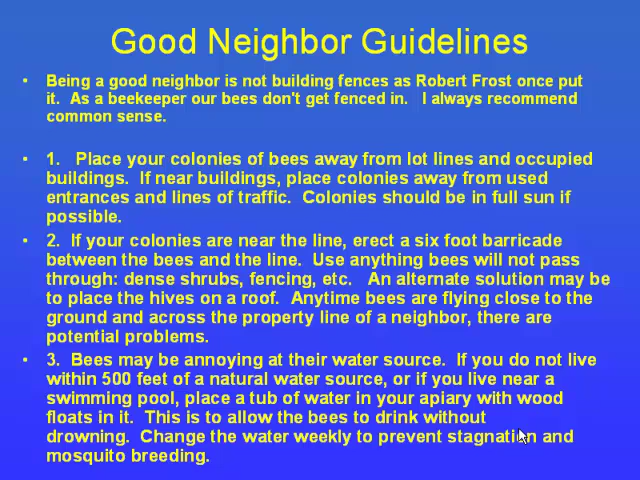 Good Neighbor Guidelines
• Being a good neighbor is not building fences as Robert Frost once put
it.  As a beekeeper our bees don't get fenced in.   I always recommend
common sense.
• 1.   Place your colonies of bees away from lot lines and occupied
buildings.  If near buildings, place colonies away from used
entrances and lines of traffic.  Colonies should be in full sun if
possible.
• 2.  If your colonies are near the line, erect a six foot barricade
between the bees and the line.  Use anything bees will not pass
through: dense shrubs, fencing, etc.   An alternate solution may be
to place the hives on a roof.  Anytime bees are flying close to the
ground and across the property line of a neighbor, there are
potential problems.
• 3.  Bees may be annoying at their water source.  If you do not live
within 500 feet of a natural water source, or if you live near a
swimming pool, place a tub of water in your apiary with wood
floats in it.  This is to allow the bees to drink without
drowning.  Change the water weekly to prevent stagnation and
mosquito breeding.